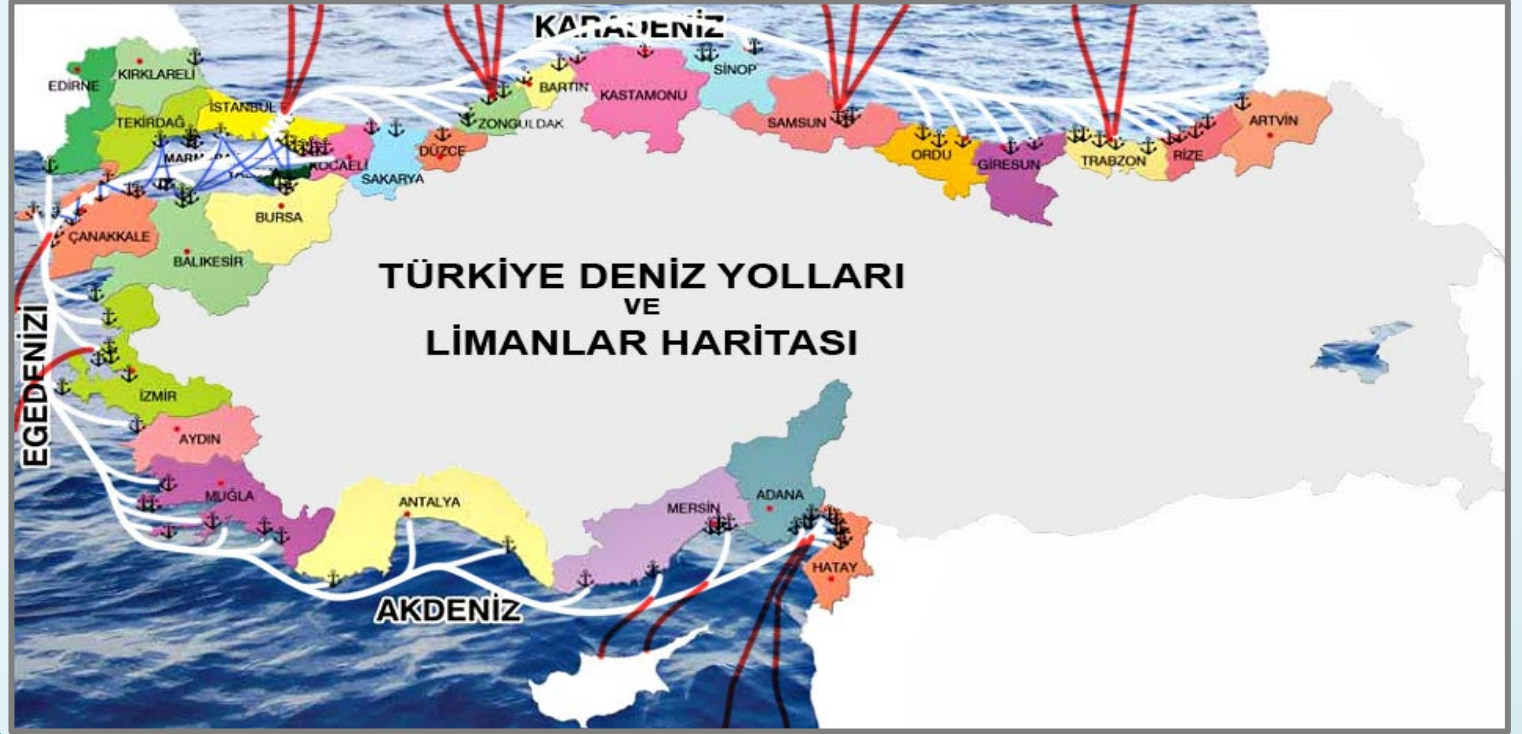 KARADENİZ
EDİRNE
KIRKLARELİ
İSTANBUL
TEKİRDAĞ
KOCAELİ
SAKARYA
DÜZCE
ZONGULDAK
BARTIN
KASTAMONU
SİNOP
SAMSUN
ORDU
GİRESUN
TRABZON
RİZE
ARTVİN
ÇANAKKALE
BALIKESİR
BURSA
TÜRKİYE DENİZ YOLLARI
VE
LİMANLAR HARİTASI
EGEDENİZİ
İZMİR
AYDIN
MUĞLA
ANTALYA
MERSİN
ADANA
HATAY
AKDENİZ